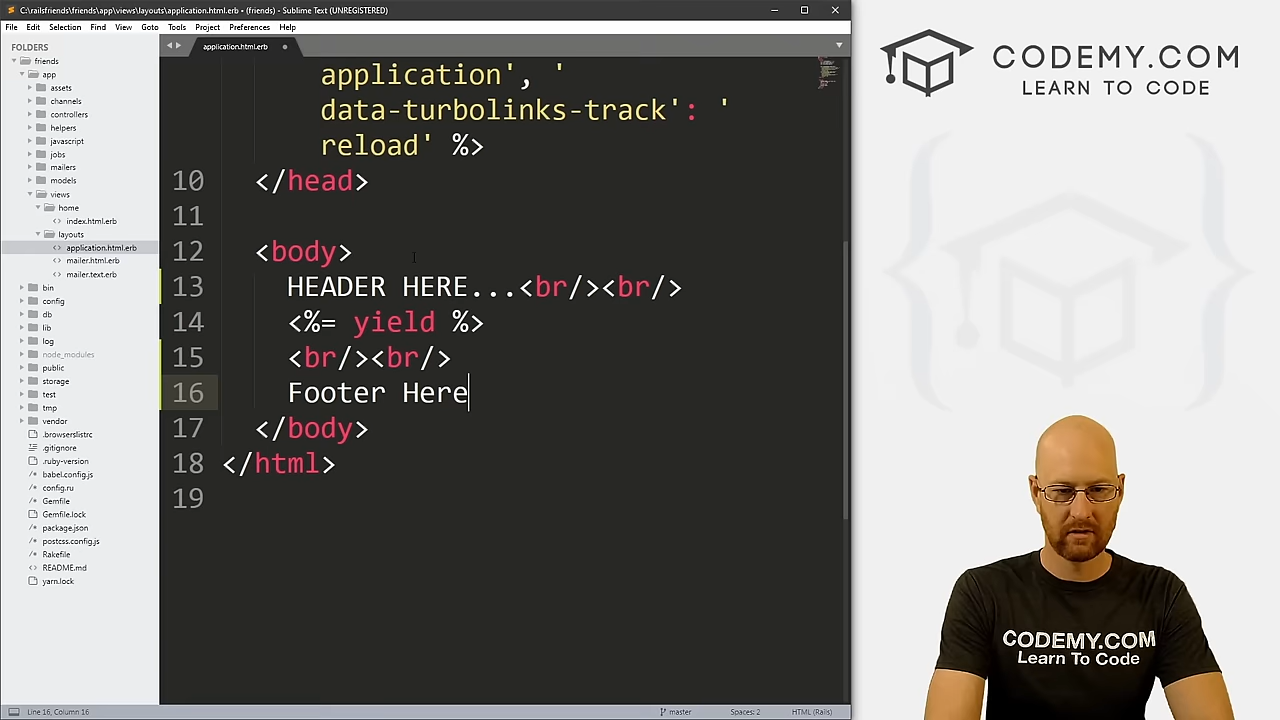 C:\railsfriends\friends\app\views\layouts\application.html.erb • (friends) - Sublime Text (UNREGISTERED)
File Edit Selection Find View Goto Tools Project Preferences Help
FOLDERS
friends
app
assets
channels
controllers
helpers
javascript
jobs
mailers
models
views
home
index.html.erb
layouts
application.html.erb
mailer.html.erb
mailer.text.erb
bin
config
db
lib
log
node_modules
public
storage
test
tmp
vendor
.browserslistrc
.gitignore
.ruby-version
babel.config.js
config.ru
Gemfile
Gemfile.lock
package.json
postcss.config.js
Rakefile
README.md
yarn.lock
application.html.erb
application', '
data-turbolinks-track': '
reload' %>
10 </head>
11
12 <body>
13 HEADER HERE...<br/><br/>
14 <%= yield %>
15 <br/><br/>
16 Footer Here
17 </body>
18 </html>
19
Line 16, Column 16
master
Spaces: 2
HTML (Rails)
CODEMY.COM
LEARN TO CODE
CODEMY.COM
Learn To Code